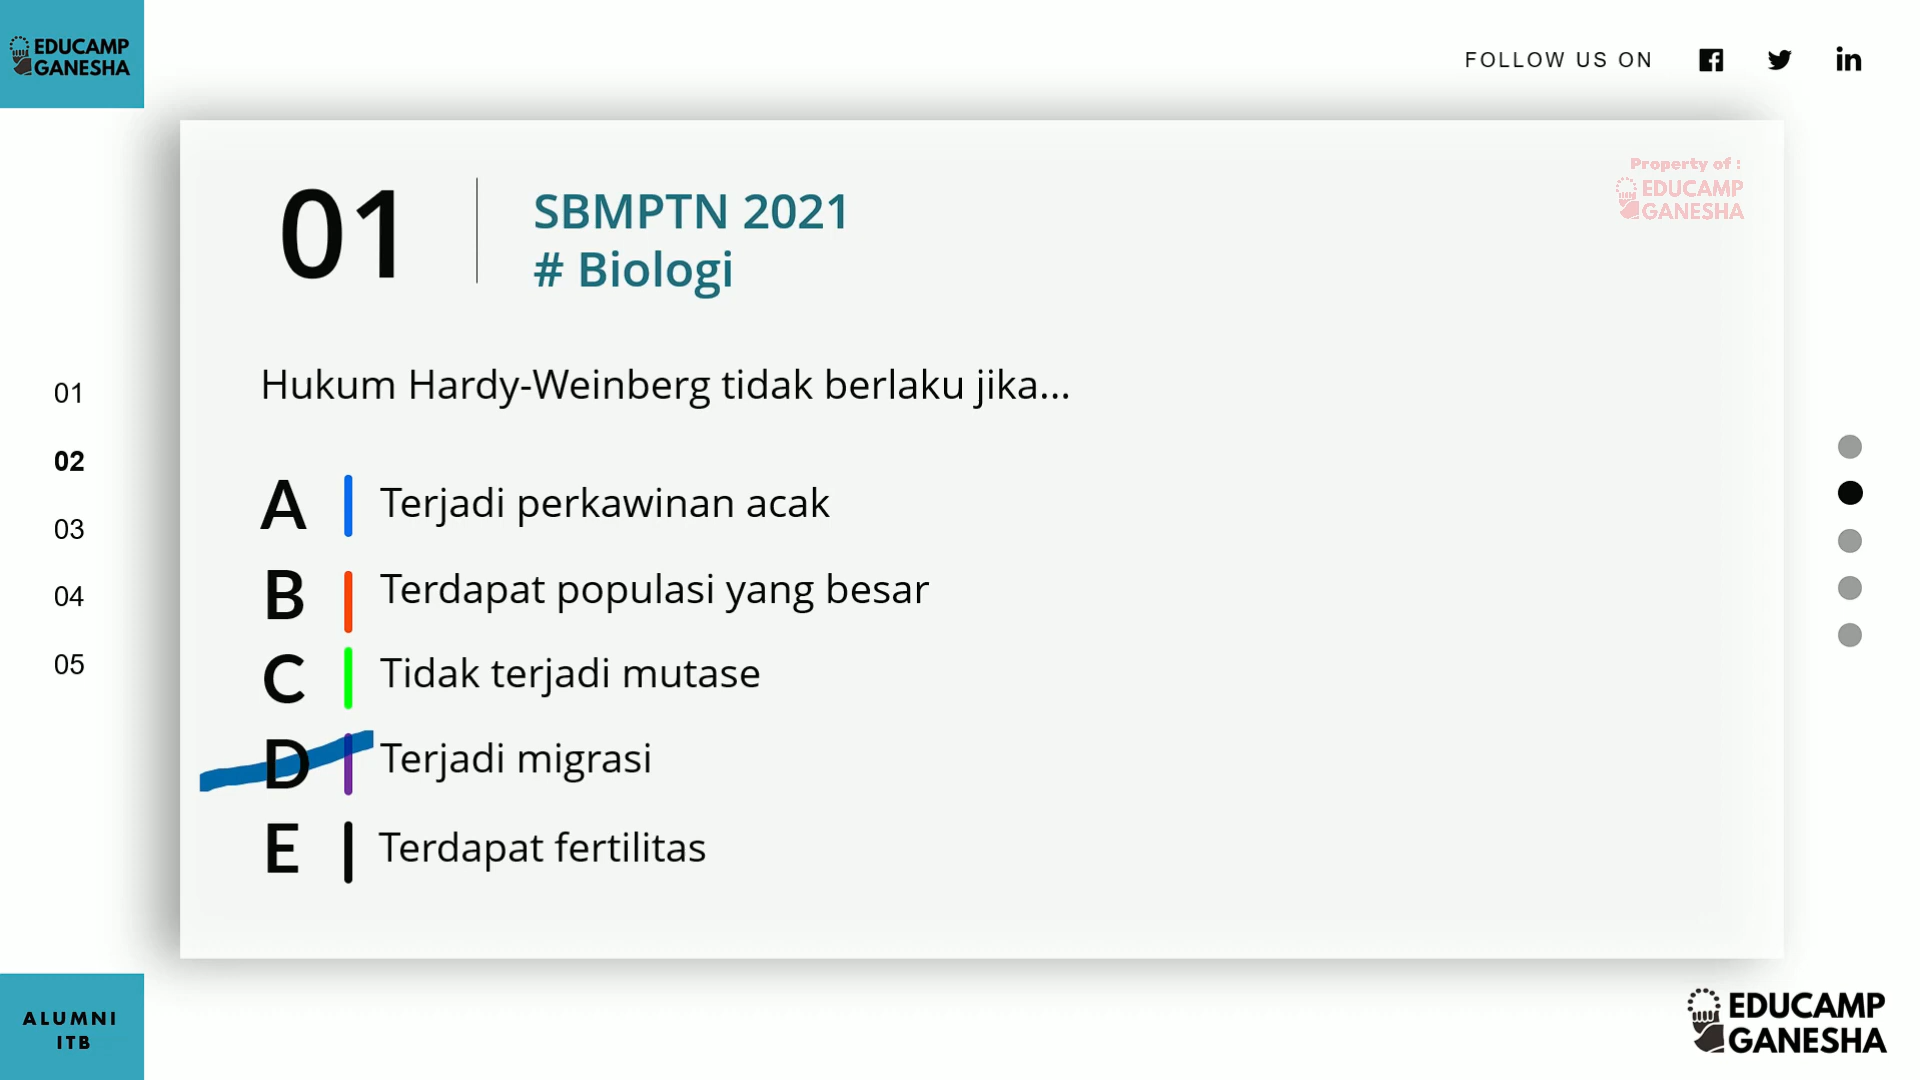 EDUCAMP
GANESHA
FOLLOW US ON
Property of :
EDUCAMP
GANESHA
01
SBMPTN 2021
# Biologi
Hukum Hardy-Weinberg tidak berlaku jika...
A Terjadi perkawinan acak
B Terdapat populasi yang besar
C Tidak terjadi mutase
D Terjadi migrasi
E Terdapat fertilitas
01
02
03
04
05
ALUMNI
ITB
EDUCAMP
GANESHA